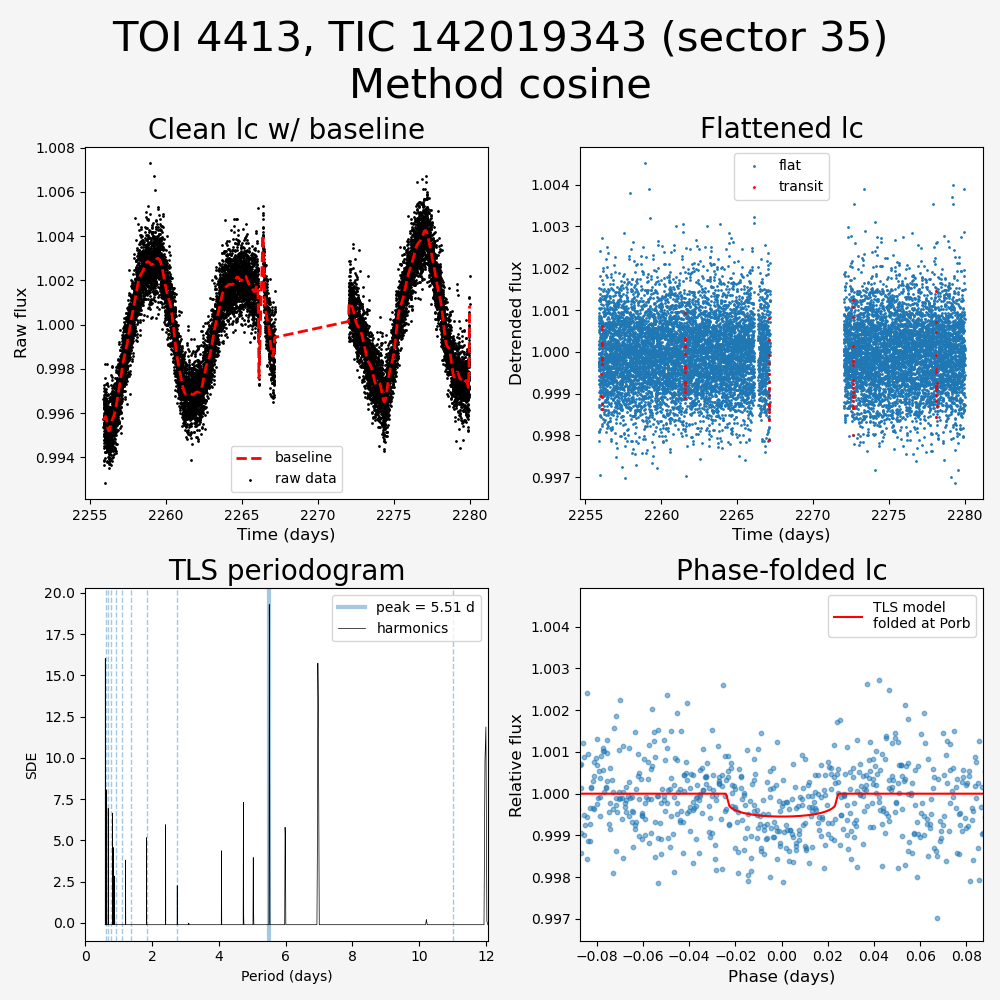 TOI 4413, TIC 142019343 (sector 35)
Method cosine
Clean lc w/ baseline
1.008
1.006
1.004
1.002
1.000
0.998
0.996
0.994
Raw flux
baseline
raw data
2255
2260
2265
2270
2275
2280
Time (days)
Flattened lc
flat
transit
1.004
1.003
1.002
1.001
1.000
0.999
0.998
0.997
Detrended flux
2255
2260
2265
2270
2275
2280
Time (days)
TLS periodogram
peak = 5.51 d
harmonics
20.0
17.5
15.0
12.5
10.0
7.5
5.0
2.5
0.0
SDE
0
2
4
6
8
10
12
Period (days)
Phase-folded lc
TLS model
folded at Porb
1.004
1.003
1.002
1.001
1.000
0.999
0.998
0.997
Relative flux
−0.08
−0.06
−0.04
−0.02
0.00
0.02
0.04
0.06
0.08
Phase (days)